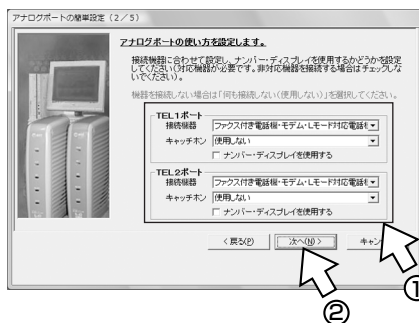 アナログポートの簡単設定（2／5）
アナログポートの使い方を設定します。
接続機器に合わせて設定し、ナンバー・ディスプレイを使用するかどうかを設定
してください（対応機器が必要です。非対応機器を接続する場合はチェックしな
いでください）。
機器を接続しない場合は「何も接続しない（使用しない）」を選択してください。
TEL1ポート
接続機器 ファクス付き電話機・モデム・Lモード対応電話
キャッチホン 使用しない
ナンバー・ディスプレイを使用する
TEL2ポート
接続機器 ファクス付き電話機・モデム・Lモード対応電話
キャッチホン 使用しない
ナンバー・ディスプレイを使用する
< 戻る(P) 次へ(N) > キャン
①
②